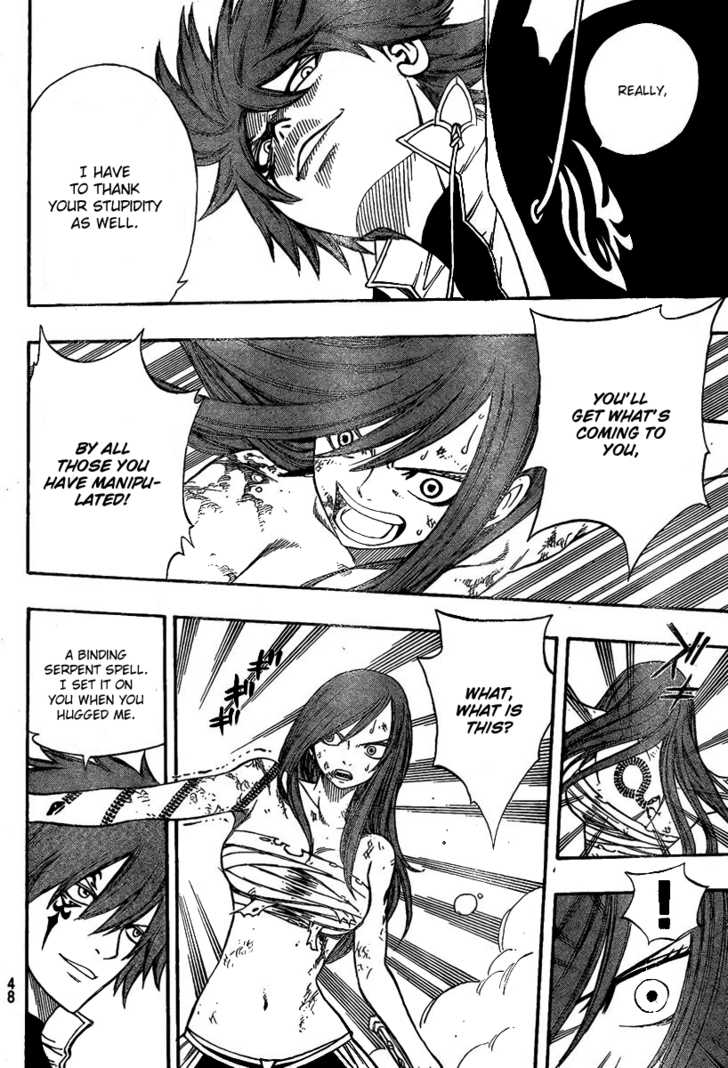 REALLY,
I HAVE
TO THANK
YOUR STUPIDITY
AS WELL.
YOU'LL
GET WHAT'S
COMING TO
YOU,
BY ALL
THOSE YOU
HAVE MANIPU-
LATED!
!
WHAT,
WHAT IS
THIS?
A BINDING
SERPENT SPELL.
I SET IT ON
YOU WHEN YOU
HUGGED ME.
48